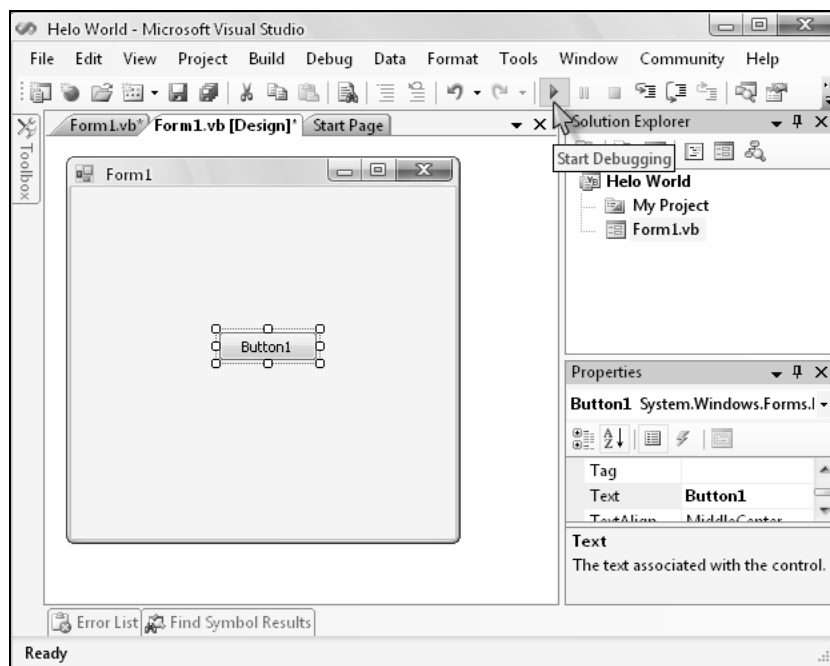 Helo World - Microsoft Visual Studio
File Edit View Project Build Debug Data Format Tools Window Community Help
Form1.vb* Form1.vb [Design]* Start Page
Solution Explorer
Start Debugging
Toolbox
Form1
Helo World
My Project
Form1.vb
Button1
Properties
Button1 System.Windows.Forms.
Tag
Text Button1
TextAlign MiddleCenter
Text
The text associated with the control.
Error List Find Symbol Results
Ready